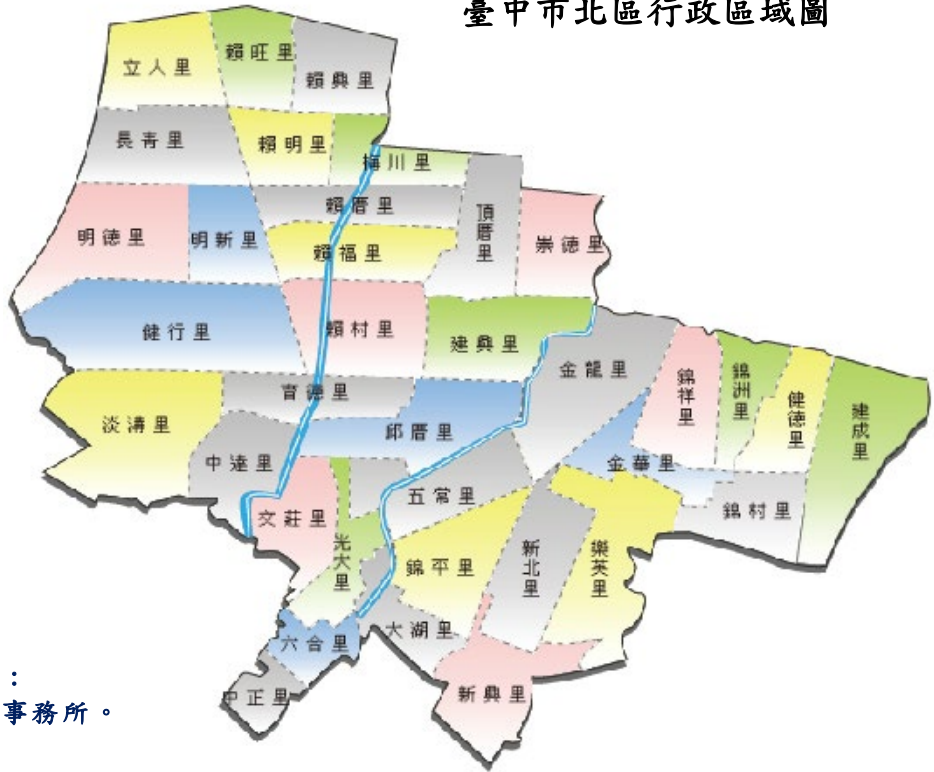 臺中市北區行政區域圖
立人里
賴旺里
賴興里
長青里
賴明里
梅川里
賴厝里
頂厝里
明德里
明新里
賴福里
崇德里
健行里
賴村里
建興里
金龍里
錦祥里
錦洲里
健德里
建成里
育德里
淡溝里
邱厝里
中達里
金華里
五常里
文莊里
錦村里
光大里
錦平里
新北里
樂英里
大湖里
六合里
中正里
新興里
：
事務所。